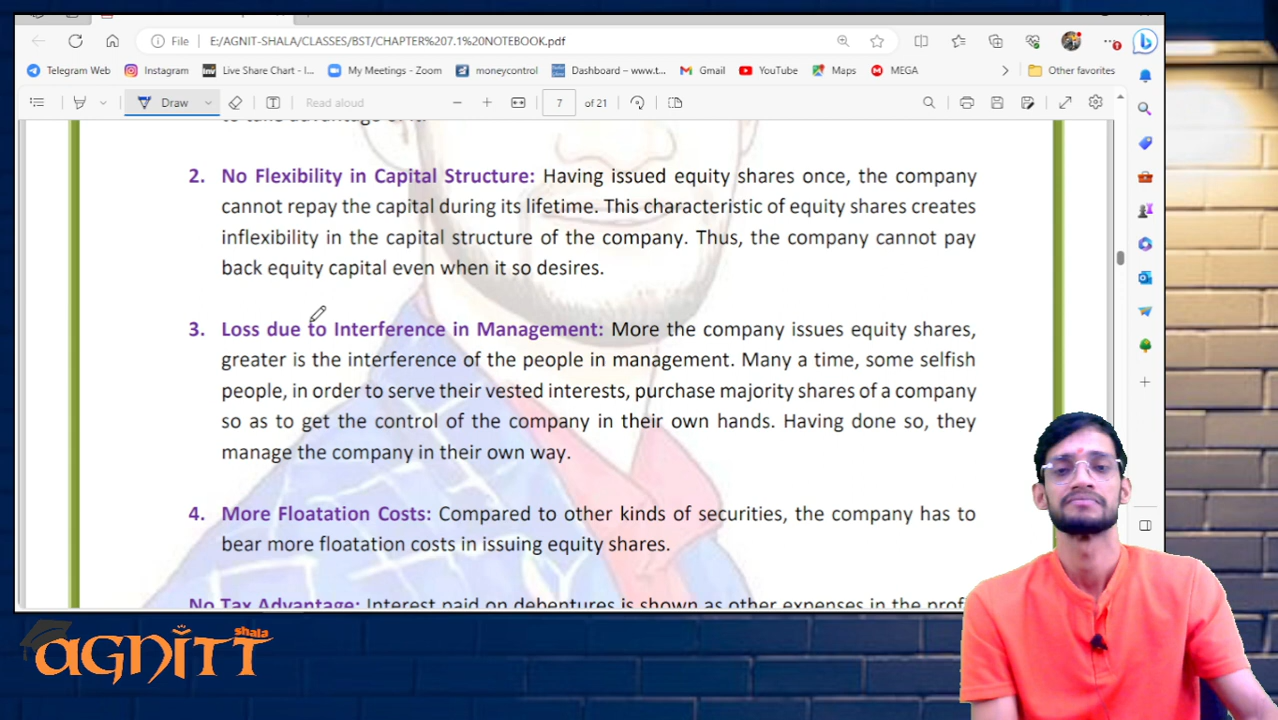 File E:/AGNIT-SHALA/CLASSES/BST/CHAPTER%207.1%20NOTEBOOK.pdf
Telegram Web Instagram Live Share Chart - I... My Meetings - Zoom moneycontrol Dashboard – www.t... Gmail YouTube Maps MEGA Other favorites
Draw Read aloud 7 of 21
2. No Flexibility in Capital Structure: Having issued equity shares once, the company
cannot repay the capital during its lifetime. This characteristic of equity shares creates
inflexibility in the capital structure of the company. Thus, the company cannot pay
back equity capital even when it so desires.
3. Loss due to Interference in Management: More the company issues equity shares,
greater is the interference of the people in management. Many a time, some selfish
people, in order to serve their vested interests, purchase majority shares of a company
so as to get the control of the company in their own hands. Having done so, they
manage the company in their own way.
4. More Floatation Costs: Compared to other kinds of securities, the company has to
bear more floatation costs in issuing equity shares.
No Tax Advantage: Interest paid on debentures is shown as other expenses in the profi
shala
AGNITT